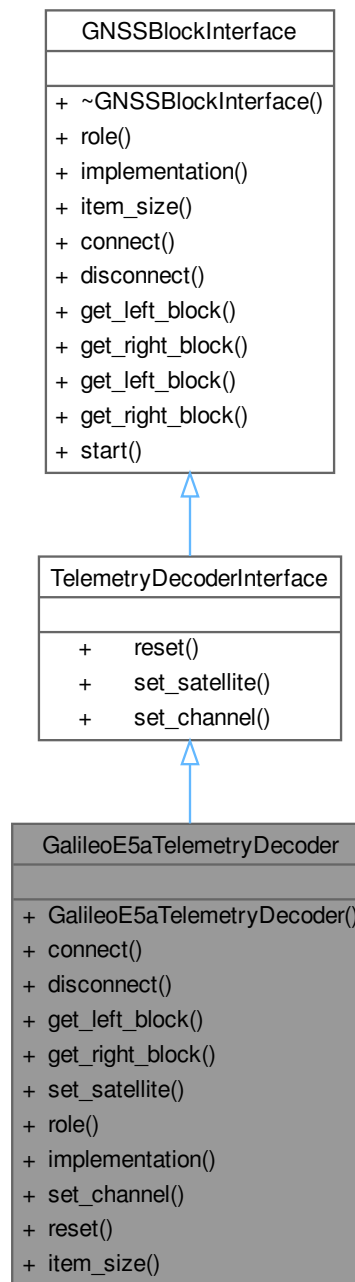 GNSSBlockInterface
+ ~GNSSBlockInterface()
+ role()
+ implementation()
+ item_size()
+ connect()
+ disconnect()
+ get_left_block()
+ get_right_block()
+ get_left_block()
+ get_right_block()
+ start()
TelemetryDecoderInterface
+ reset()
+ set_satellite()
+ set_channel()
GalileoE5aTelemetryDecoder
+ GalileoE5aTelemetryDecoder()
+ connect()
+ disconnect()
+ get_left_block()
+ get_right_block()
+ set_satellite()
+ role()
+ implementation()
+ set_channel()
+ reset()
+ item_size()